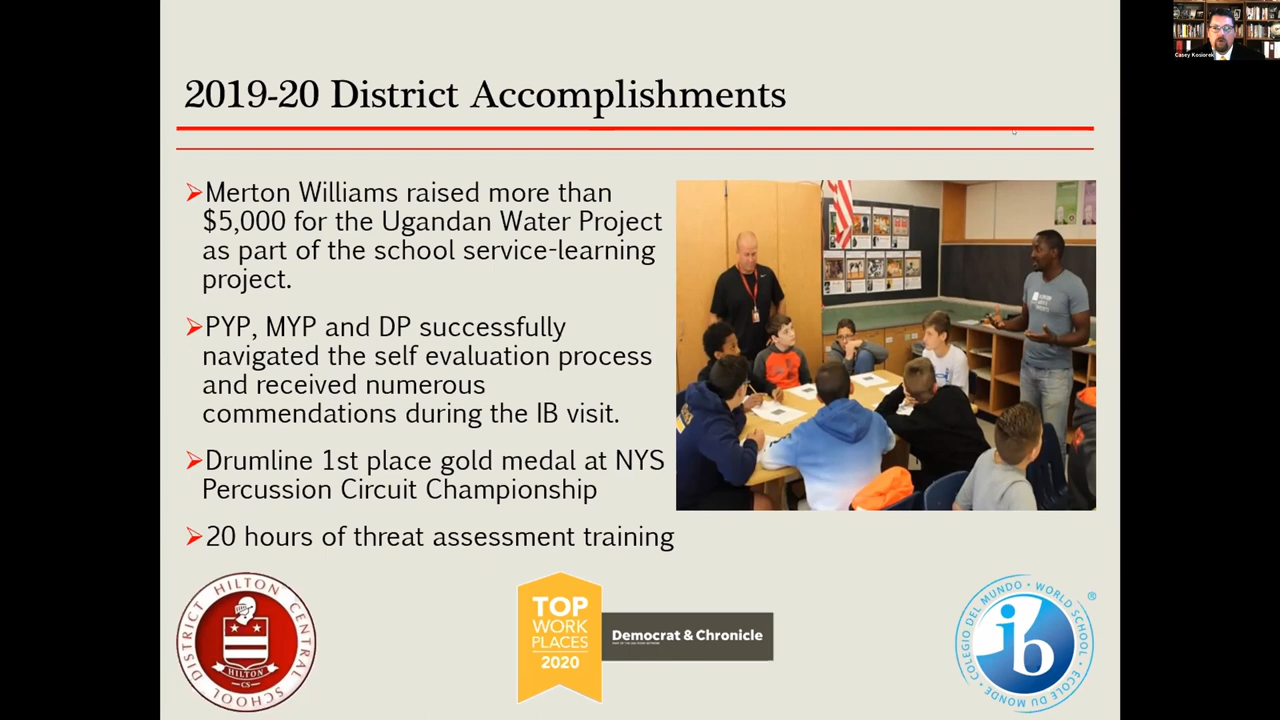 2019-20 District Accomplishments
Casey Kosiorek
Merton Williams raised more than
$5,000 for the Ugandan Water Project
as part of the school service-learning
project.
PYP, MYP and DP successfully
navigated the self evaluation process
and received numerous
commendations during the IB visit.
Drumline 1st place gold medal at NYS
Percussion Circuit Championship
20 hours of threat assessment training
HILTON CENTRAL SCHOOL DISTRICT
HILTON
CS
TOP
WORK
PLACES
2020
Democrat & Chronicle
ib
COLEGIO DEL MUNDO • WORLD SCHOOL • ECOLE DU MONDE •
®